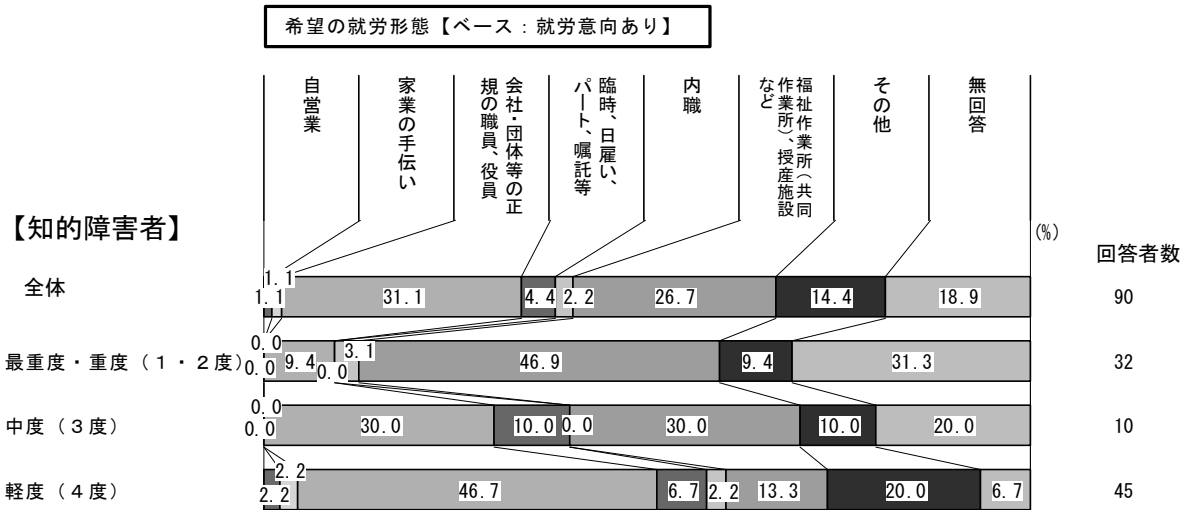 希望の就労形態【ベース：就労意向あり】
自営業
家業の手伝い
会社・団体等の正
規の職員、役員
臨時、日雇い、
パート、嘱託等
内職
福祉作業所（共同
作業所）、授産施設
など
その他
無回答
【知的障害者】
(%)
回答者数
全体
1.1
1.1
31.1
4.4
2.2
26.7
14.4
18.9
90
最重度・重度（１・２度）
0.0
0.0
9.4
0.0
3.1
46.9
9.4
31.3
32
中度（３度）
0.0
0.0
30.0
10.0
0.0
30.0
10.0
20.0
10
軽度（４度）
2.2
2.2
46.7
6.7
2.2
13.3
20.0
6.7
45